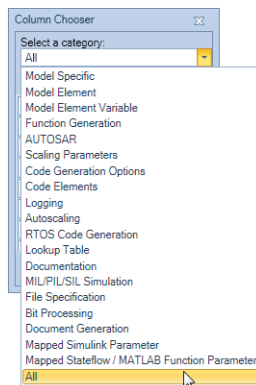 Column Chooser
Select a category:
All
Model Specific
Model Element
Model Element Variable
Function Generation
AUTOSAR
Scaling Parameters
Code Generation Options
Code Elements
Logging
Autoscaling
RTOS Code Generation
Lookup Table
Documentation
MIL/PIL/SIL Simulation
File Specification
Bit Processing
Document Generation
Mapped Simulink Parameter
Mapped Stateflow / MATLAB Function Parameter
All